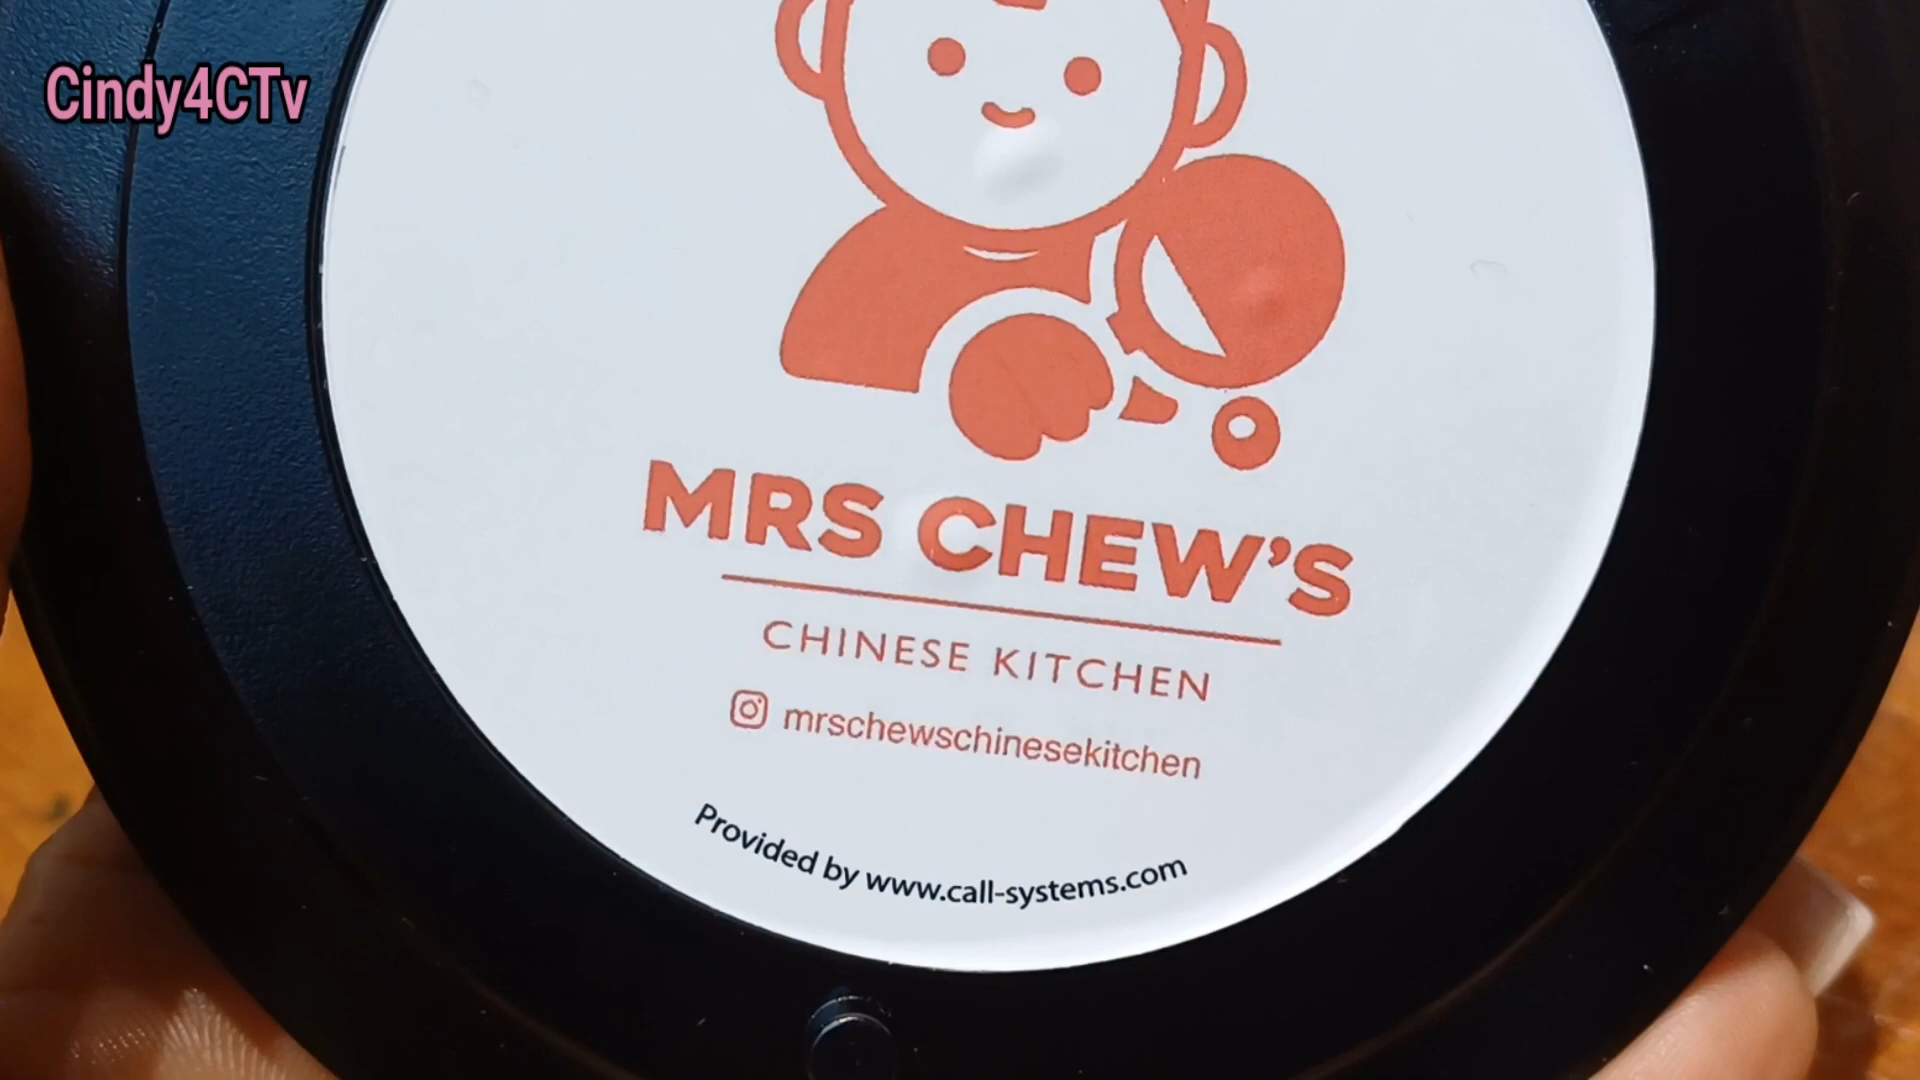 Cindy4CTv
MRS CHEW'S
CHINESE KITCHEN
mrschewschinesekitchen
Provided by www.call-systems.com